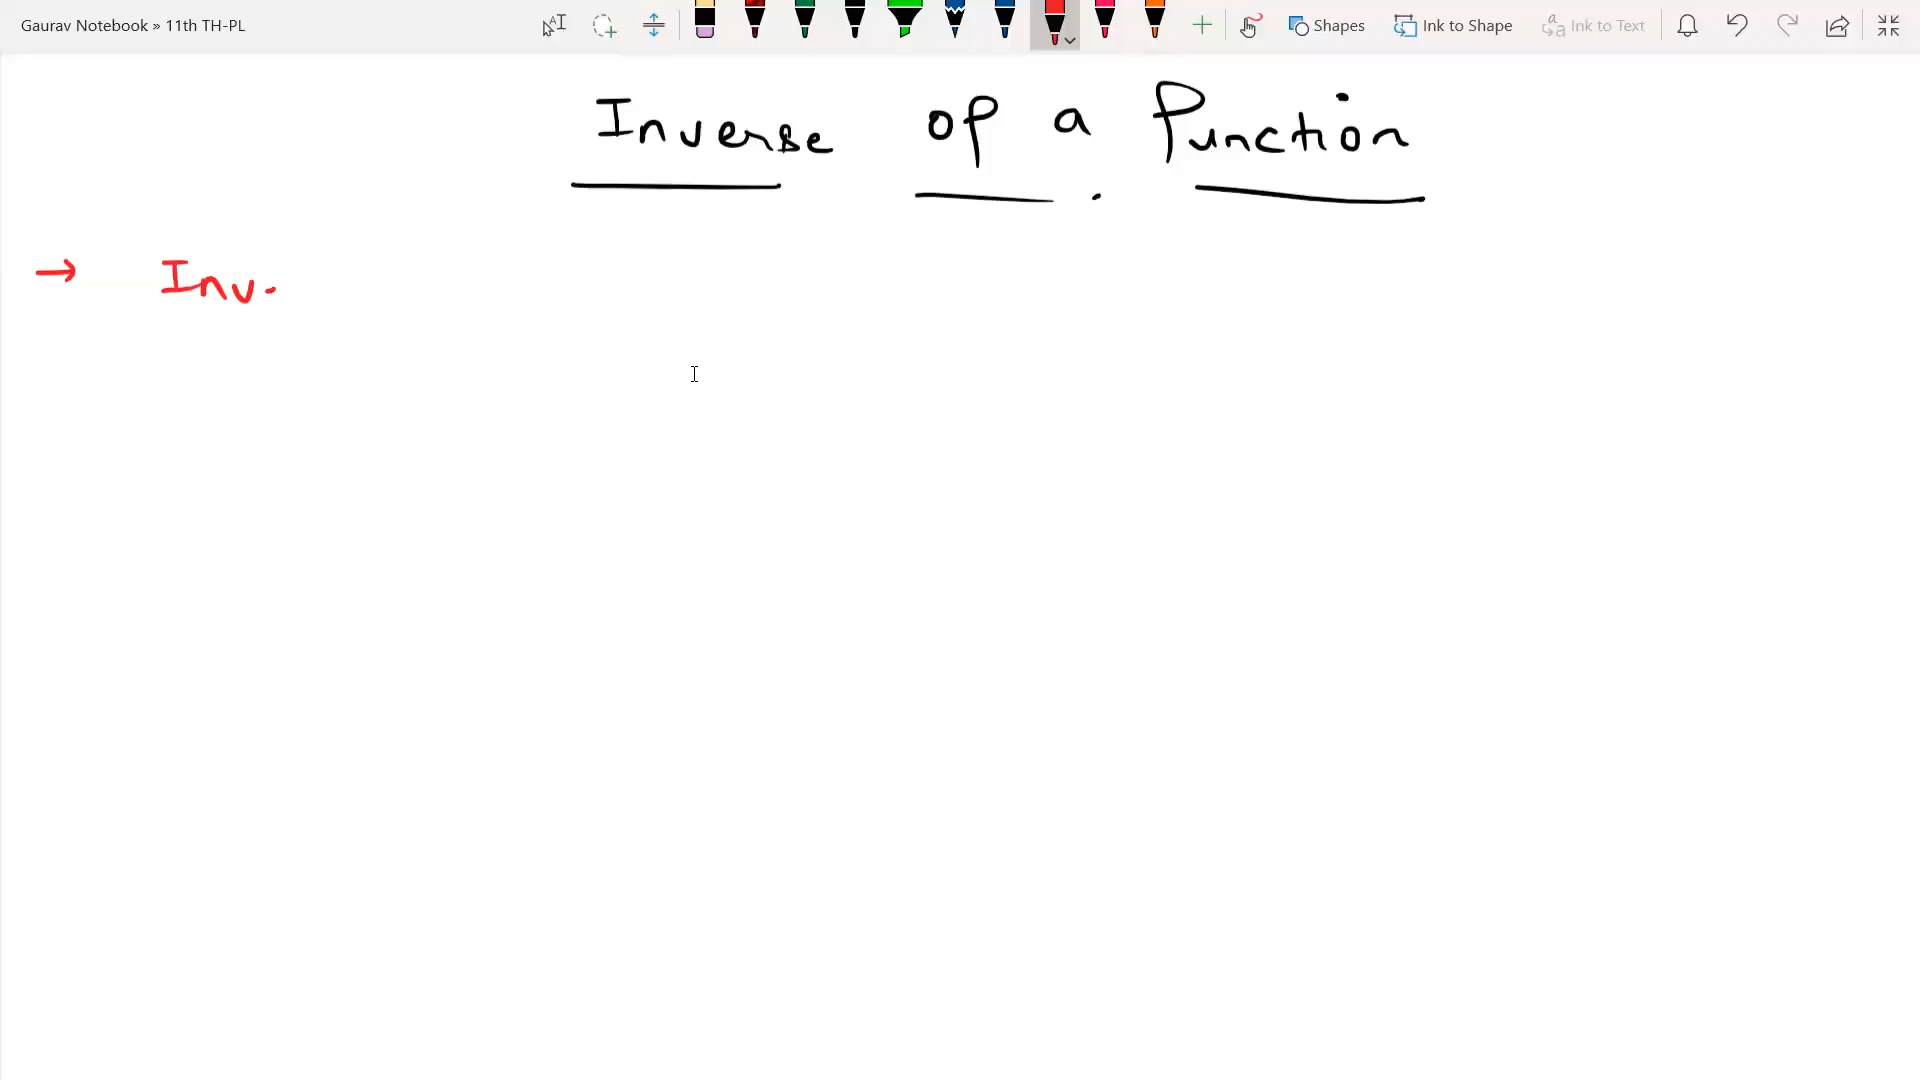 Gaurav Notebook » 11th TH-PL
Shapes
Ink to Shape
Ink to Text
Inverse of a function
→ Inv.